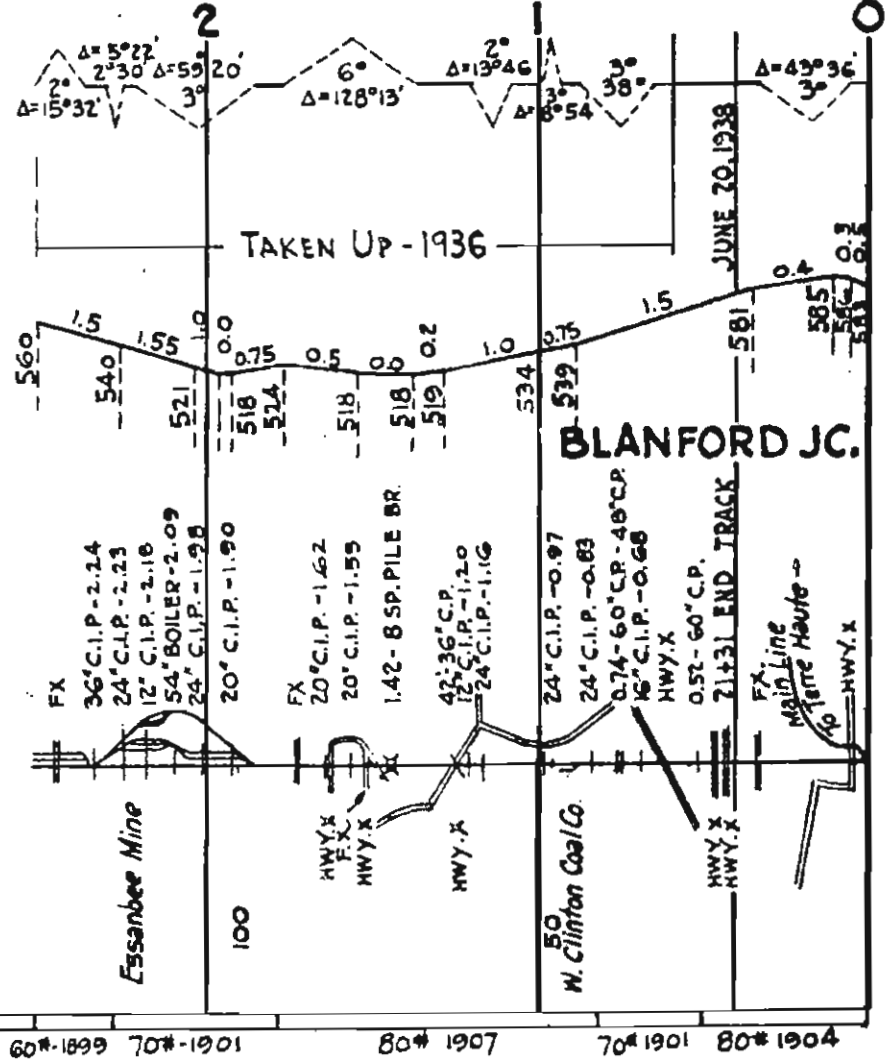 2
1
0
Δ=5°22'
2°30'
Δ=59°20'
2°
Δ=15°32'
3°
6°
Δ=128°13'
2°
Δ=13°46
3°
Δ=8°54
3°
38°
Δ=43°36'
3°
TAKEN UP - 1936
JUNE 20, 1938
1.5
1.55
1.0
0.0
0.75
0.5
0.0
0.2
1.0
0.75
1.5
0.4
560
540
521
518
524
518
518
519
534
539
581
585
BLANFORD JC.
FX
36" C.I.P. - 2.24
24" C.I.P. - 2.23
12" C.I.P. - 2.18
54" BOILER - 2.09
24" C.I.P. - 1.98
20" C.I.P. - 1.90
FX
20" C.I.P. - 1.62
20" C.I.P. - 1.55
1.42 - 8 SP. PILE BR.
42"-36" C.P.
12" C.I.P. - 1.20
24" C.I.P. - 1.16
24" C.I.P. - 0.97
24" C.I.P. - 0.83
0.74 - 60" C.P. - 48" C.P.
16" C.I.P. - 0.68
HWY. X
0.52 - 60" C.P.
21+31 END TRACK
FX
Main Line
to Terre Haute
HWY. X
Essanbee Mine
100
HWY. X
F.X
HWY. X
HWY. X
50
W. Clinton Coal Co.
HWY. X
HWY. X
60#-1899
70#-1901
80# 1907
70# 1901
80# 1904